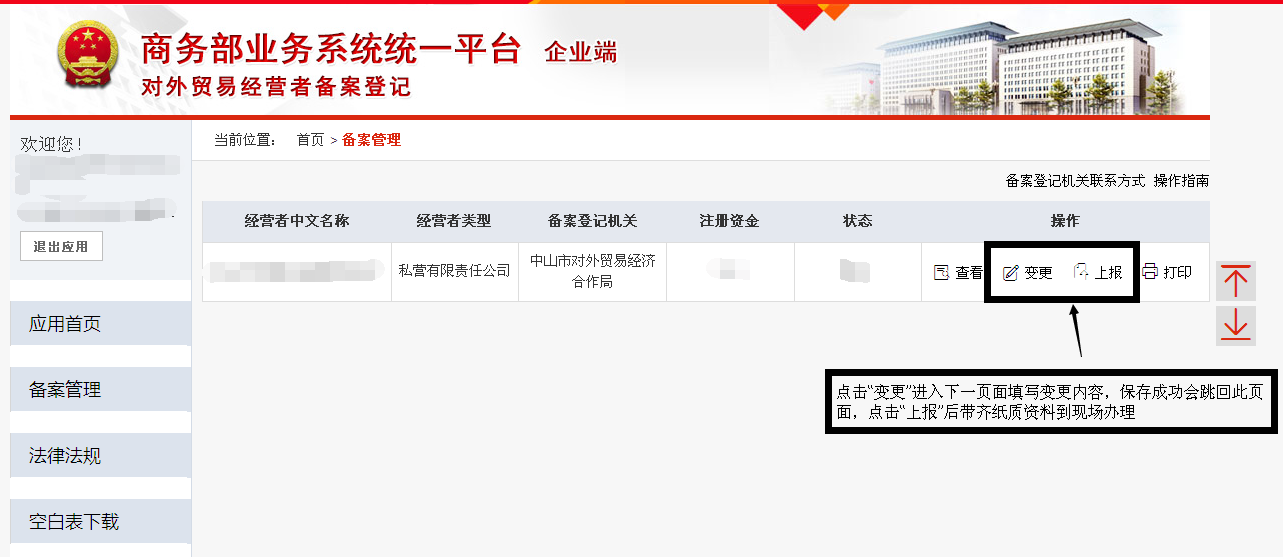 商务部业务系统统一平台 企业端
对外贸易经营者备案登记
欢迎您！
退出应用
应用首页
备案管理
法律法规
空白表下载
当前位置： 首页 > 备案管理
备案登记机关联系方式 操作指南
经营者中文名称 经营者类型 备案登记机关 注册资金 状态 操作
私营有限责任公司 中山市对外贸易经济 查看 变更 上报 打印
合作局
点击“变更”进入下一页面填写变更内容，保存成功会跳回此页
面，点击“上报”后带齐纸质资料到现场办理